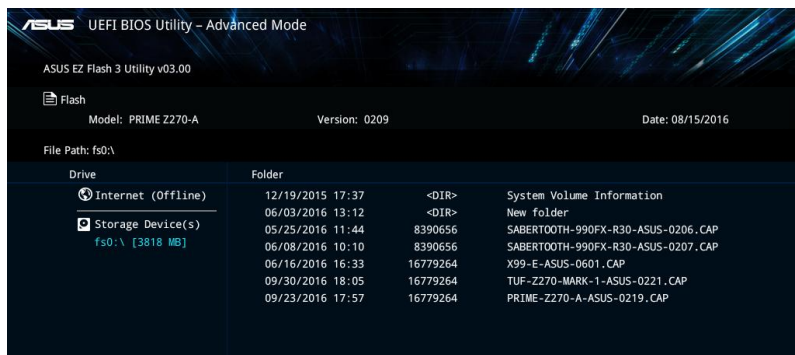 ASUS UEFI BIOS Utility – Advanced Mode
ASUS EZ Flash 3 Utility v03.00
Flash
Model: PRIME Z270-A Version: 0209 Date: 08/15/2016
File Path: fs0:\
Drive Folder
Internet (Offline) 12/19/2015 17:37 <DIR> System Volume Information
06/03/2016 13:12 <DIR> New folder
Storage Device(s) 05/25/2016 11:44 8390656 SABERTOOTH-990FX-R30-ASUS-0206.CAP
fs0:\ [3818 MB] 06/08/2016 10:10 8390656 SABERTOOTH-990FX-R30-ASUS-0207.CAP
06/16/2016 16:33 16779264 X99-E-ASUS-0601.CAP
09/30/2016 18:05 16779264 TUF-Z270-MARK-1-ASUS-0221.CAP
09/23/2016 17:57 16779264 PRIME-Z270-A-ASUS-0219.CAP